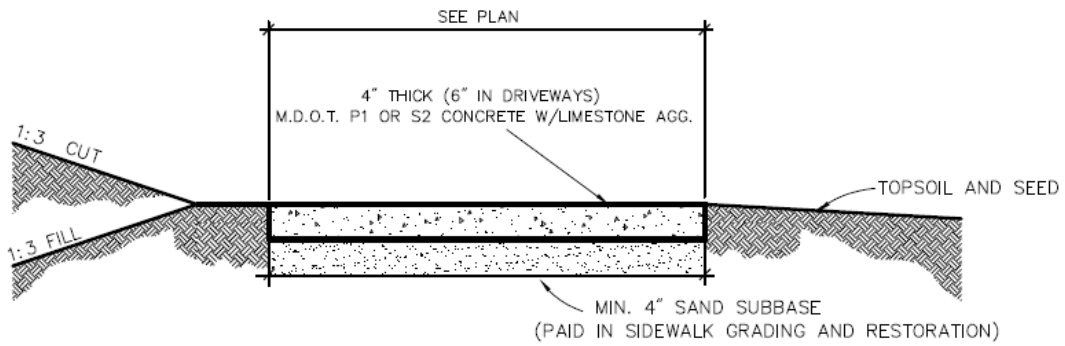 SEE PLAN
4" THICK (6" IN DRIVEWAYS)
M.D.O.T. P1 OR S2 CONCRETE W/LIMESTONE AGG.
1:3 CUT
TOPSOIL AND SEED
1:3 FILL
MIN. 4" SAND SUBBASE
(PAID IN SIDEWALK GRADING AND RESTORATION)